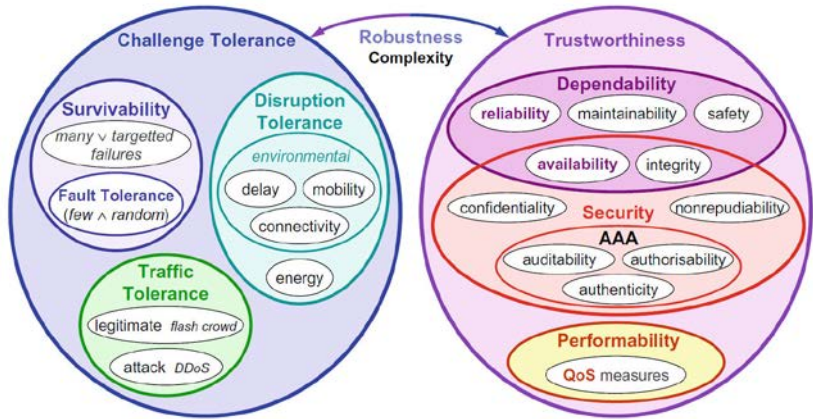 Challenge Tolerance
Robustness
Complexity
Trustworthiness
Survivability
many ∨ targetted
failures
Fault Tolerance
(few ∧ random)
Disruption
Tolerance
environmental
delay
mobility
connectivity
energy
Traffic
Tolerance
legitimate flash crowd
attack DDoS
Dependability
reliability
maintainability
safety
availability
integrity
confidentiality
Security
nonrepudiability
AAA
auditability
authorisability
authenticity
Performability
QoS measures